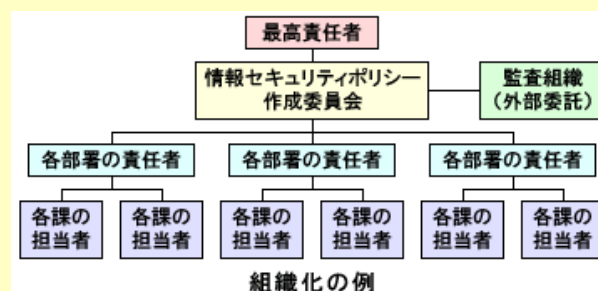 最高責任者
情報セキュリティポリシー
作成委員会
監査組織
（外部委託）
各部署の責任者
各部署の責任者
各部署の責任者
各課の
担当者
各課の
担当者
各課の
担当者
各課の
担当者
各課の
担当者
各課の
担当者
組織化の例